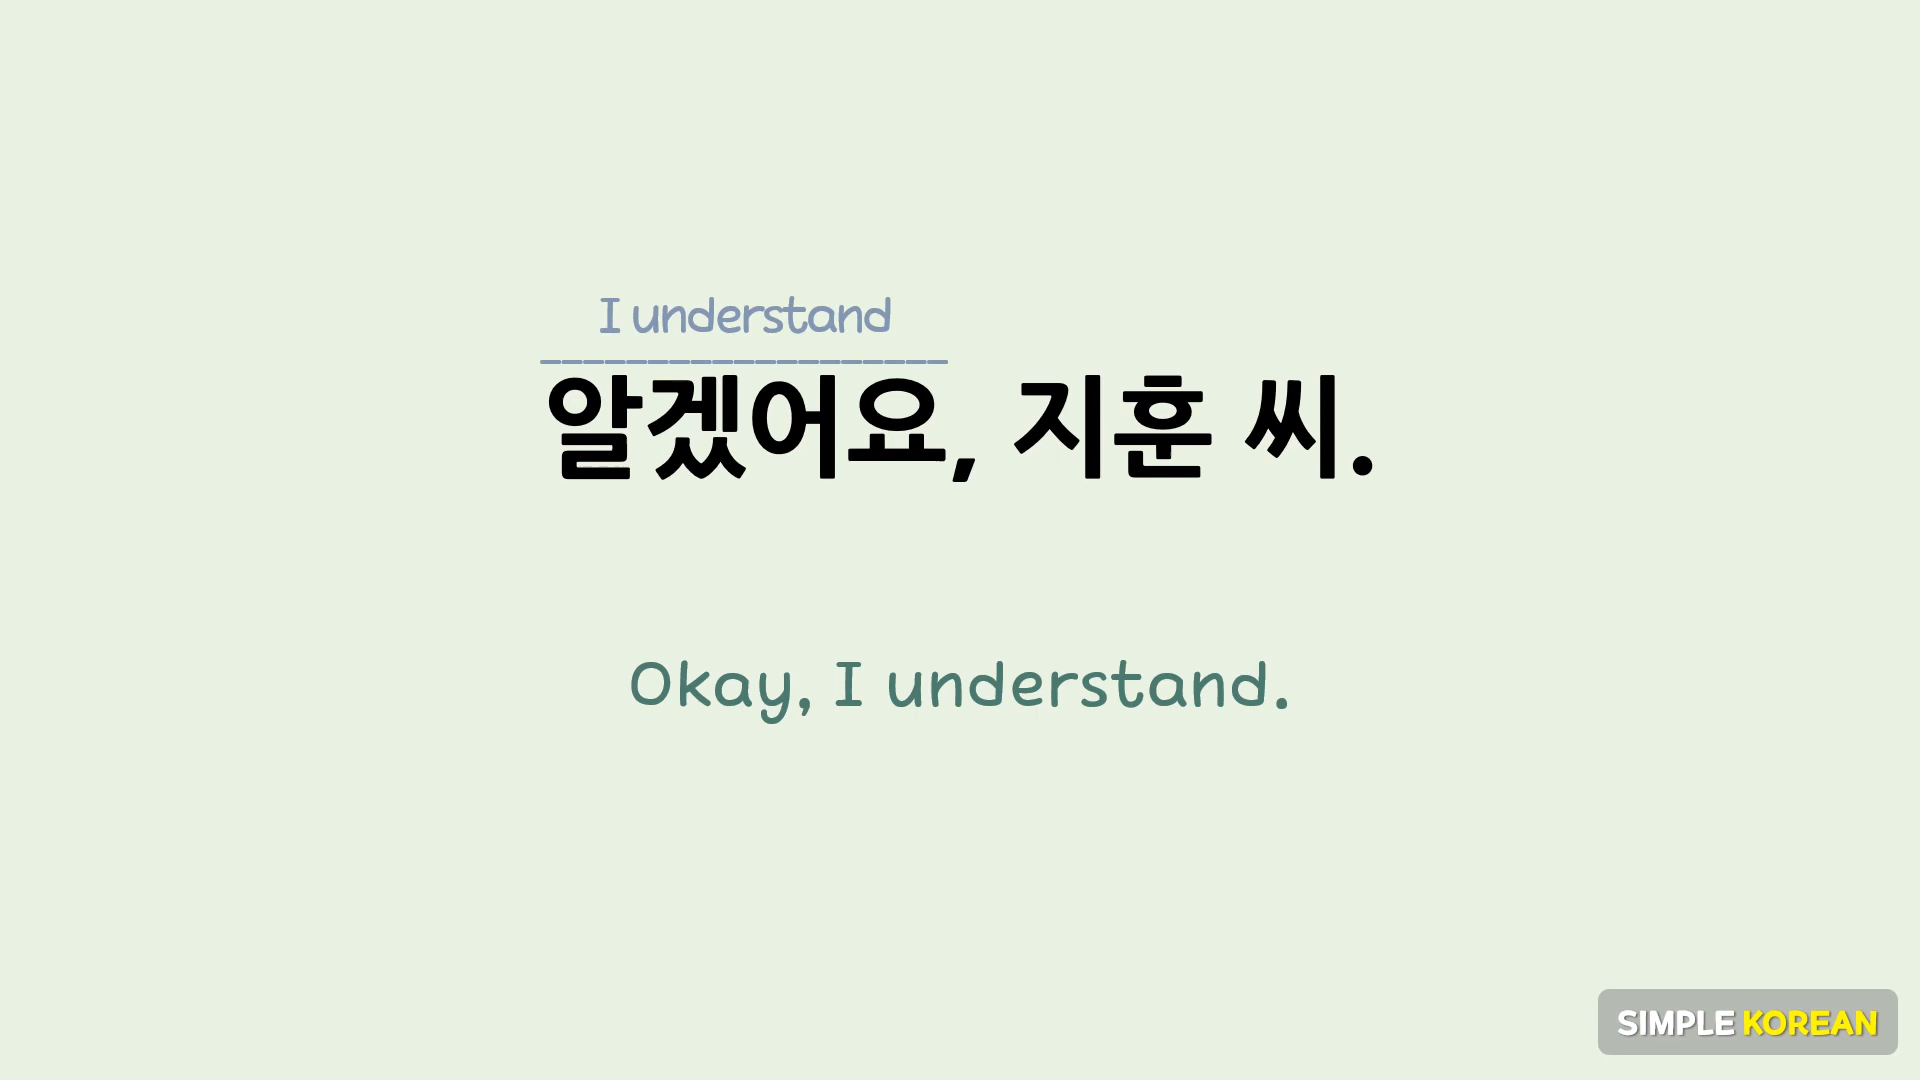 I understand
알겠어요, 지훈 씨.
Okay, I understand.
SIMPLE KOREAN